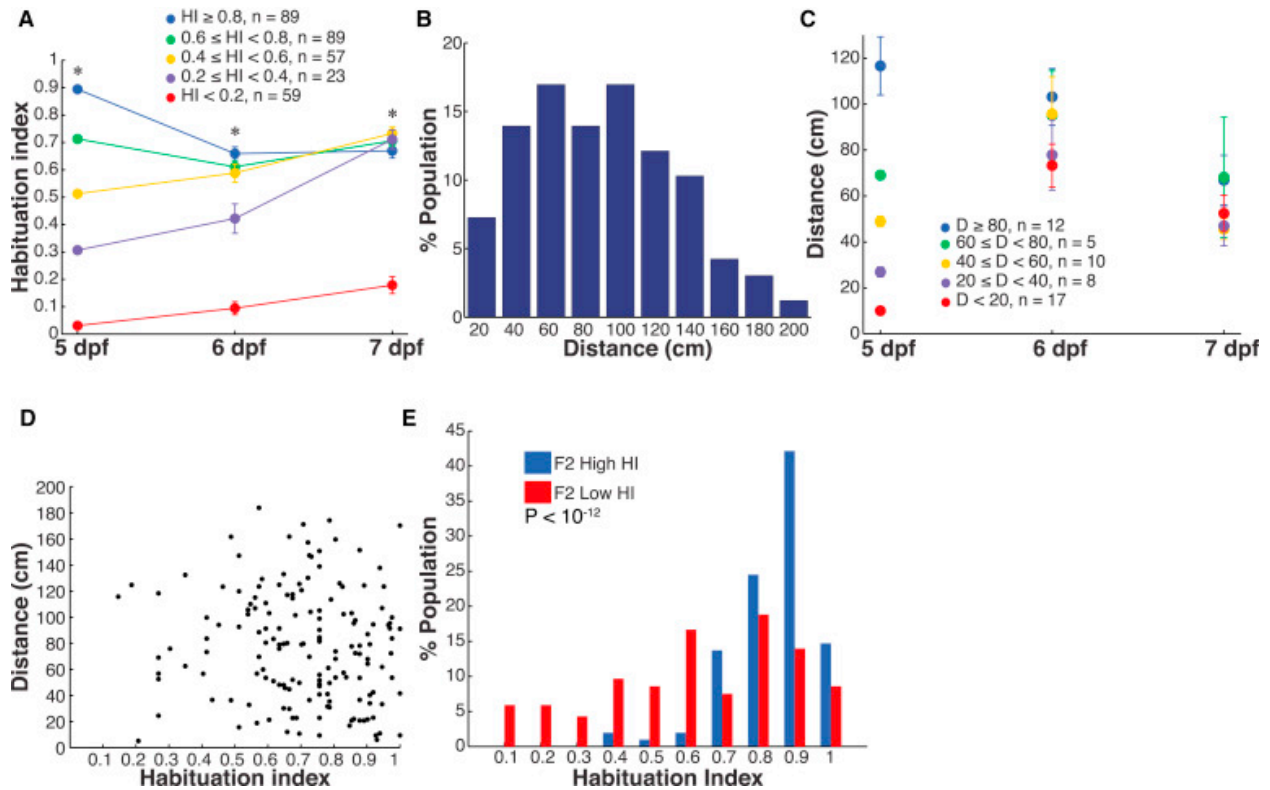 A
HI ≥ 0.8, n = 89
0.6 ≤ HI < 0.8, n = 89
0.4 ≤ HI < 0.6, n = 57
0.2 ≤ HI < 0.4, n = 23
HI < 0.2, n = 59
Habituation index
1
0.9
0.8
0.7
0.6
0.5
0.4
0.3
0.2
0.1
0
*
*
*
5 dpf 6 dpf 7 dpf
B
% Population
20
15
10
5
0
20 40 60 80 100 120 140 160 180 200
Distance (cm)
C
Distance (cm)
120
100
80
60
40
20
0
D ≥ 80, n = 12
60 ≤ D < 80, n = 5
40 ≤ D < 60, n = 10
20 ≤ D < 40, n = 8
D < 20, n = 17
5 dpf 6 dpf 7 dpf
D
Distance (cm)
200
180
160
140
120
100
80
60
40
20
0
0.1 0.2 0.3 0.4 0.5 0.6 0.7 0.8 0.9 1
Habituation index
E
% Population
45
40
35
30
25
20
15
10
5
0
F2 High HI
F2 Low HI
P < 10⁻¹²
0.1 0.2 0.3 0.4 0.5 0.6 0.7 0.8 0.9 1
Habituation Index